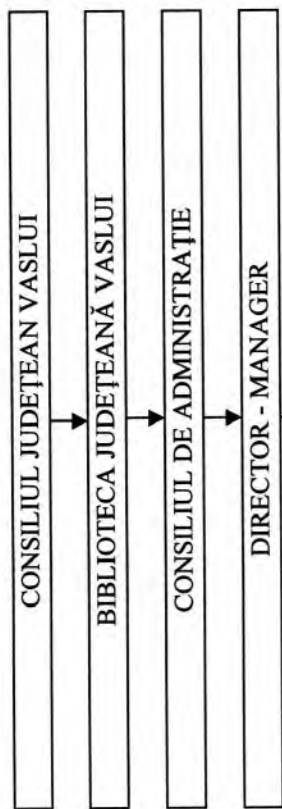 CONSILIUL JUDEȚEAN VASLUI
BIBLIOTECA JUDEȚEANĂ VASLUI
CONSILIUL DE ADMINISTRAȚIE
DIRECTOR - MANAGER